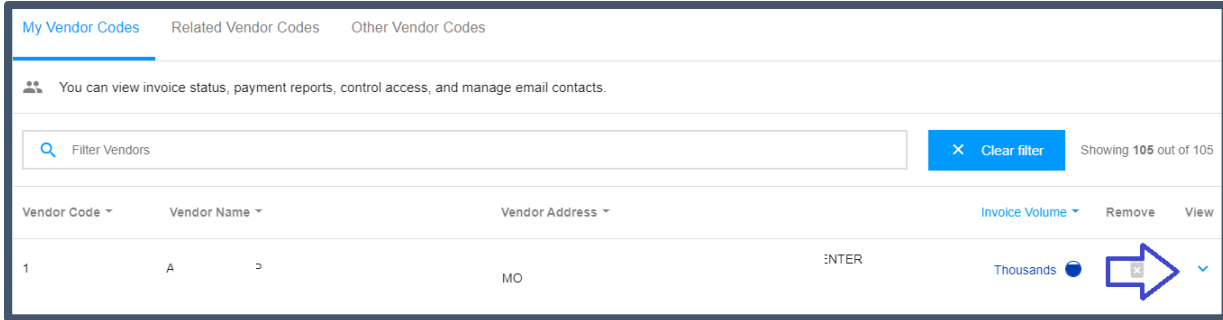 My Vendor Codes Related Vendor Codes Other Vendor Codes
You can view invoice status, payment reports, control access, and manage email contacts.
Filter Vendors Clear filter Showing 105 out of 105
Vendor Code Vendor Name Vendor Address Invoice Volume Remove View
1 A Thousands
MO